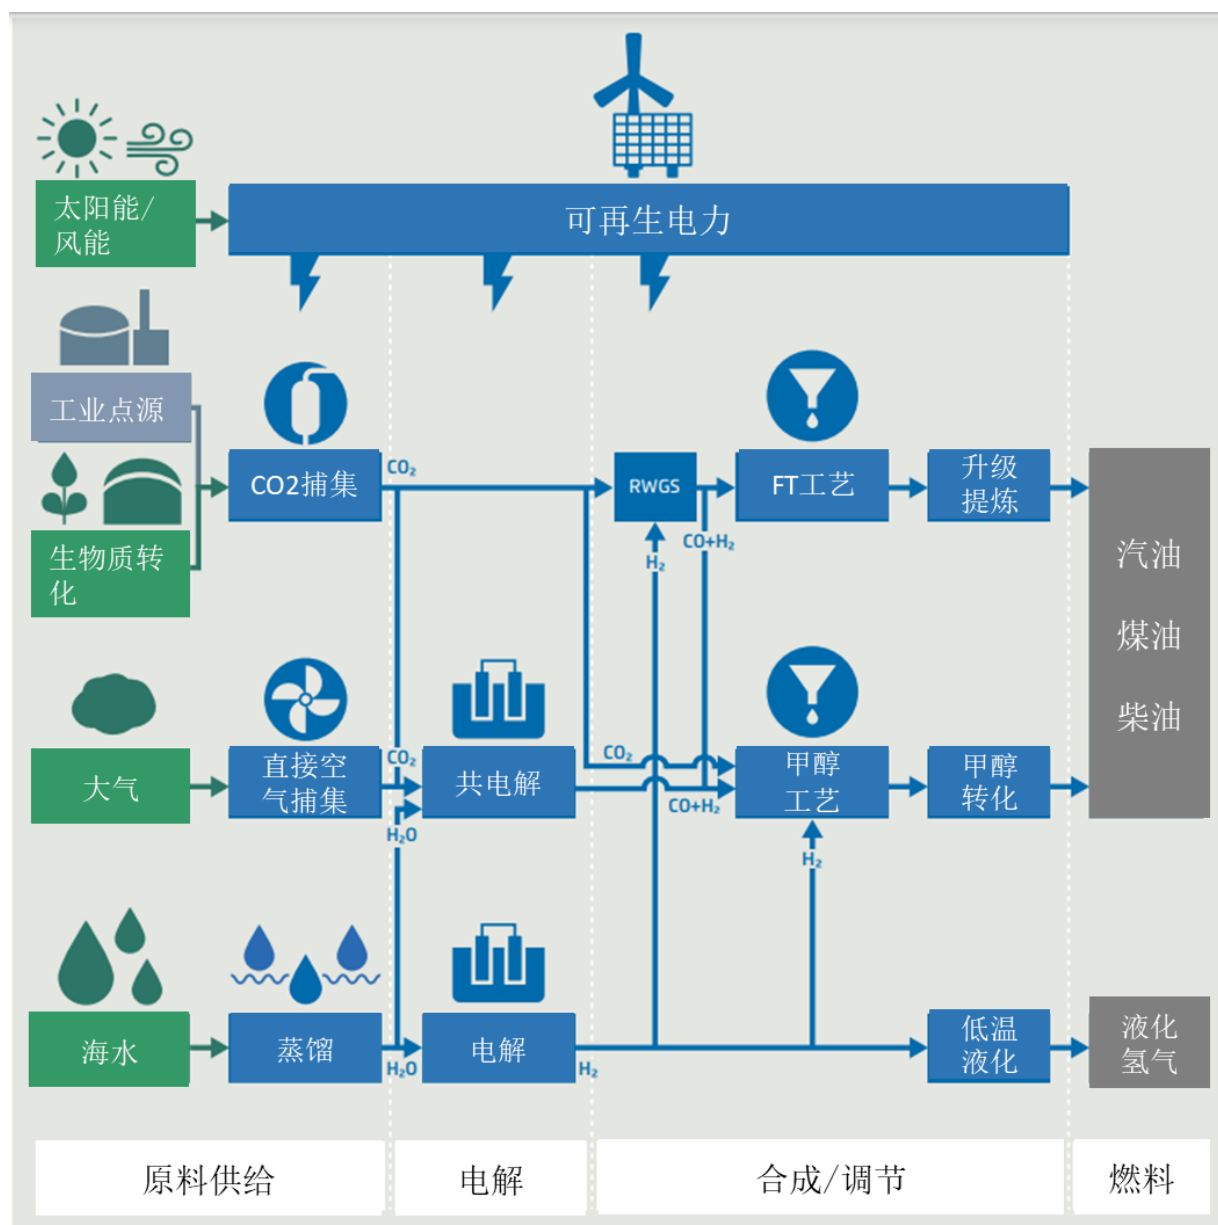 太阳能/
风能
可再生电力
工业点源
CO2捕集
CO₂
RWGS
FT工艺
升级
提炼
CO+H₂
H₂
生物质转
化
汽油
煤油
柴油
大气
直接空
气捕集
CO₂
H₂O
共电解
CO₂
CO+H₂
甲醇
工艺
甲醇
转化
H₂
海水
蒸馏
H₂O
电解
H₂
低温
液化
液化
氢气
原料供给
电解
合成/调节
燃料